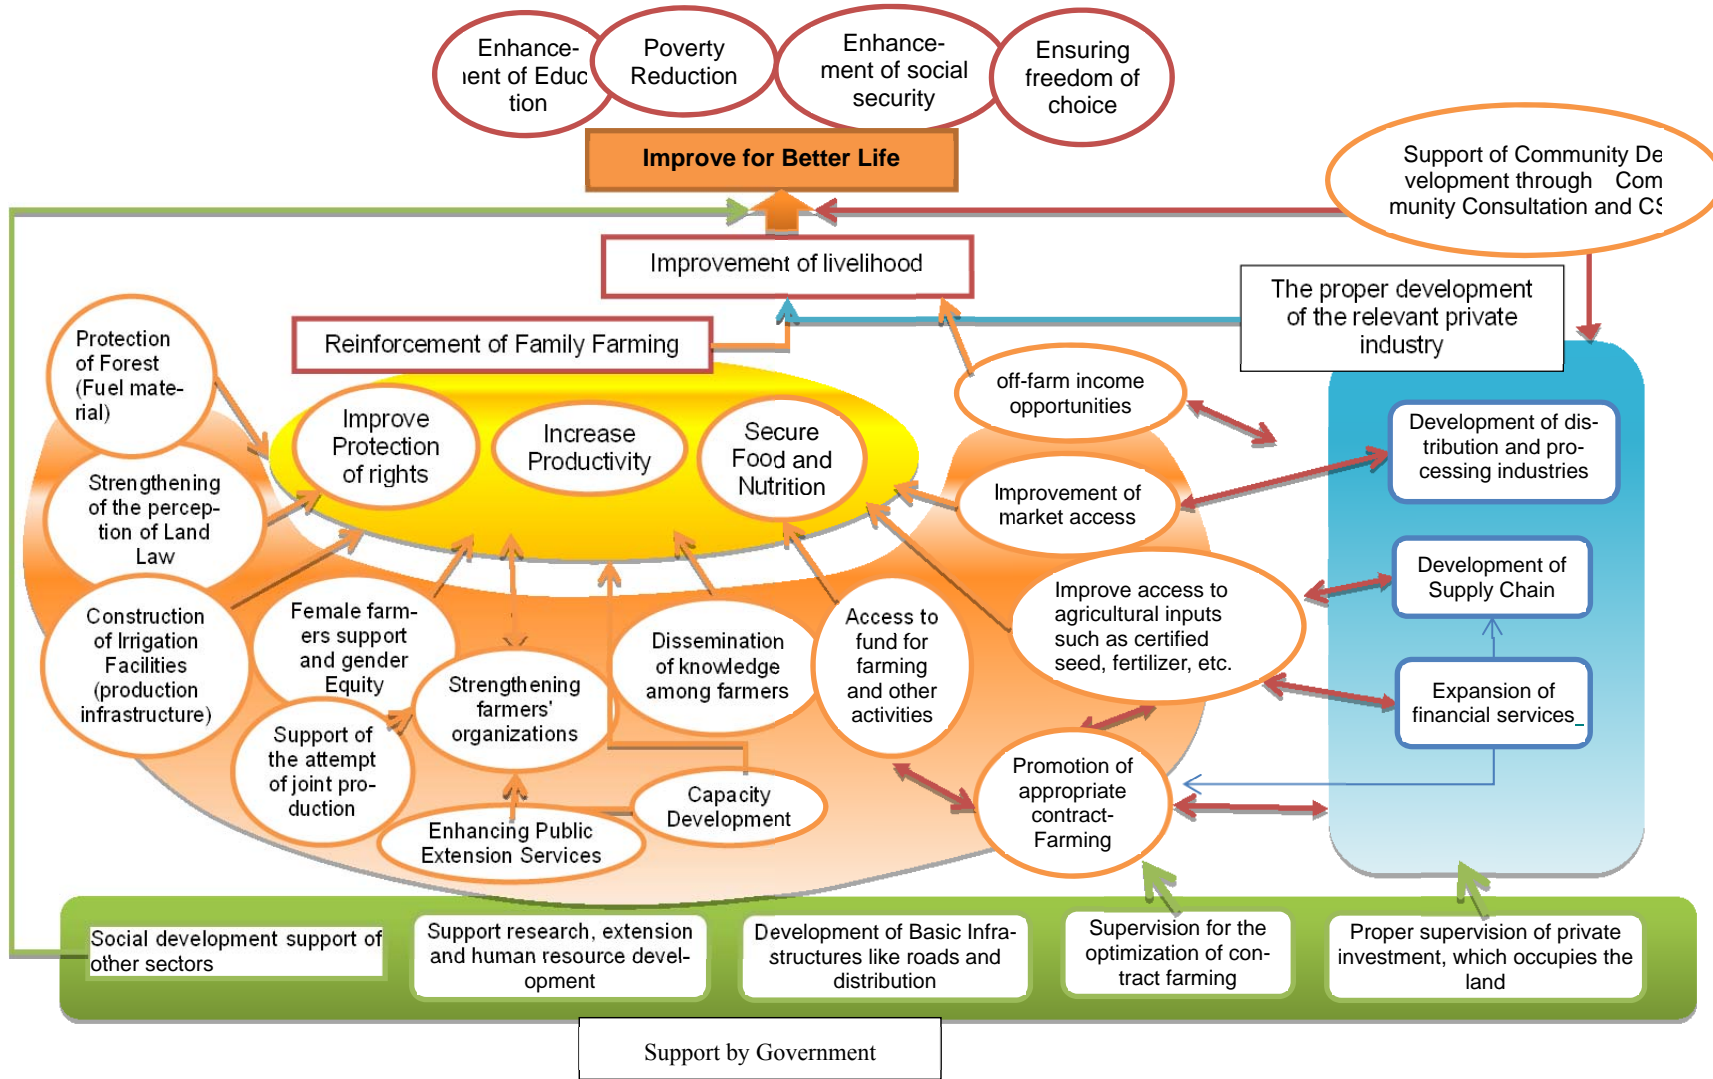 Enhance-
nent of Educ
tion
Poverty
Reduction
Enhance-
ment of social
security
Ensuring
freedom of
choice
Improve for Better Life
Support of Community De
velopment through Com
munity Consultation and CS
Improvement of livelihood
The proper development
of the relevant private
industry
Reinforcement of Family Farming
Protection
of Forest
(Fuel mate-
rial)
off-farm income
opportunities
Improve
Protection
of rights
Increase
Productivity
Secure
Food and
Nutrition
Development of dis-
tribution and pro-
cessing industries
Strengthening
of the percep-
tion of Land
Law
Improvement of
market access
Development of
Supply Chain
Construction
of Irrigation
Facilities
(production
infrastructure)
Female farm-
ers support
and gender
Equity
Strengthening
farmers'
organizations
Dissemination
of knowledge
among farmers
Access to
fund for
farming
and other
activities
Improve access to
agricultural inputs
such as certified
seed, fertilizer, etc.
Expansion of
financial services
Support of
the attempt
of joint pro-
duction
Capacity
Development
Enhancing Public
Extension Services
Promotion of
appropriate
contract-
Farming
Social development support of
other sectors
Support research, extension
and human resource devel-
opment
Development of Basic Infra-
structures like roads and
distribution
Supervision for the
optimization of con-
tract farming
Proper supervision of private
investment, which occupies the
land
Support by Government